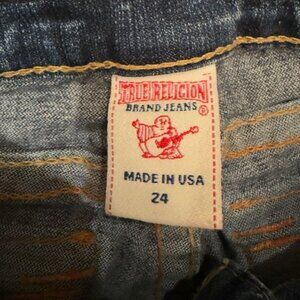 TRUE RELIGION
BRAND JEANS®
MADE IN USA
24